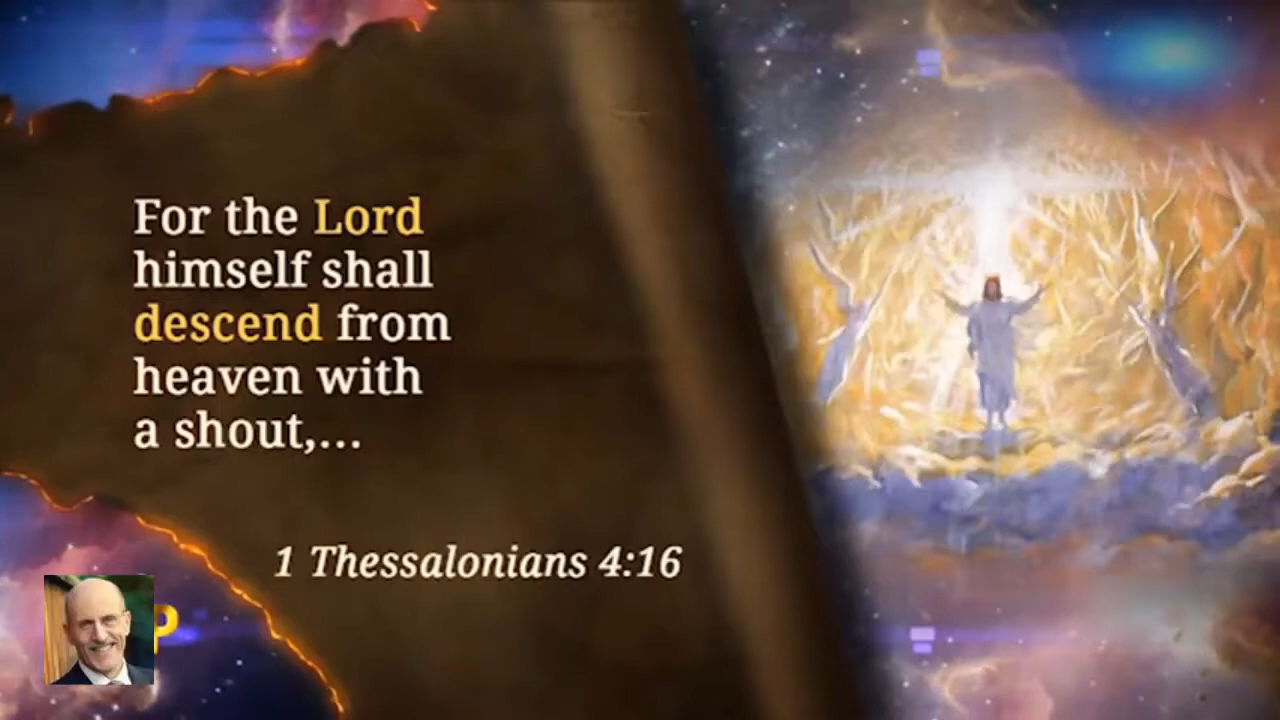 For the Lord
himself shall
descend from
heaven with
a shout,...
1 Thessalonians 4:16